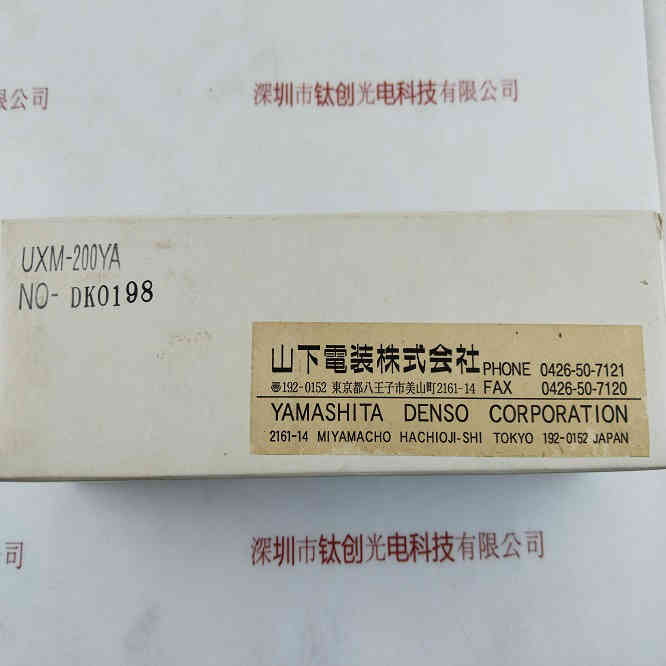 限公司
深圳市钛创光电科技有限公司
UXM-200YA
NO- DK0198
山下電装株式会社 PHONE 0426-50-7121
〠192-0152 東京都八王子市美山町2161-14 FAX 0426-50-7120
YAMASHITA DENSO CORPORATION
2161-14 MIYAMACHO HACHIOJI-SHI TOKYO 192-0152 JAPAN
司
深圳市钛创光电科技有限公司